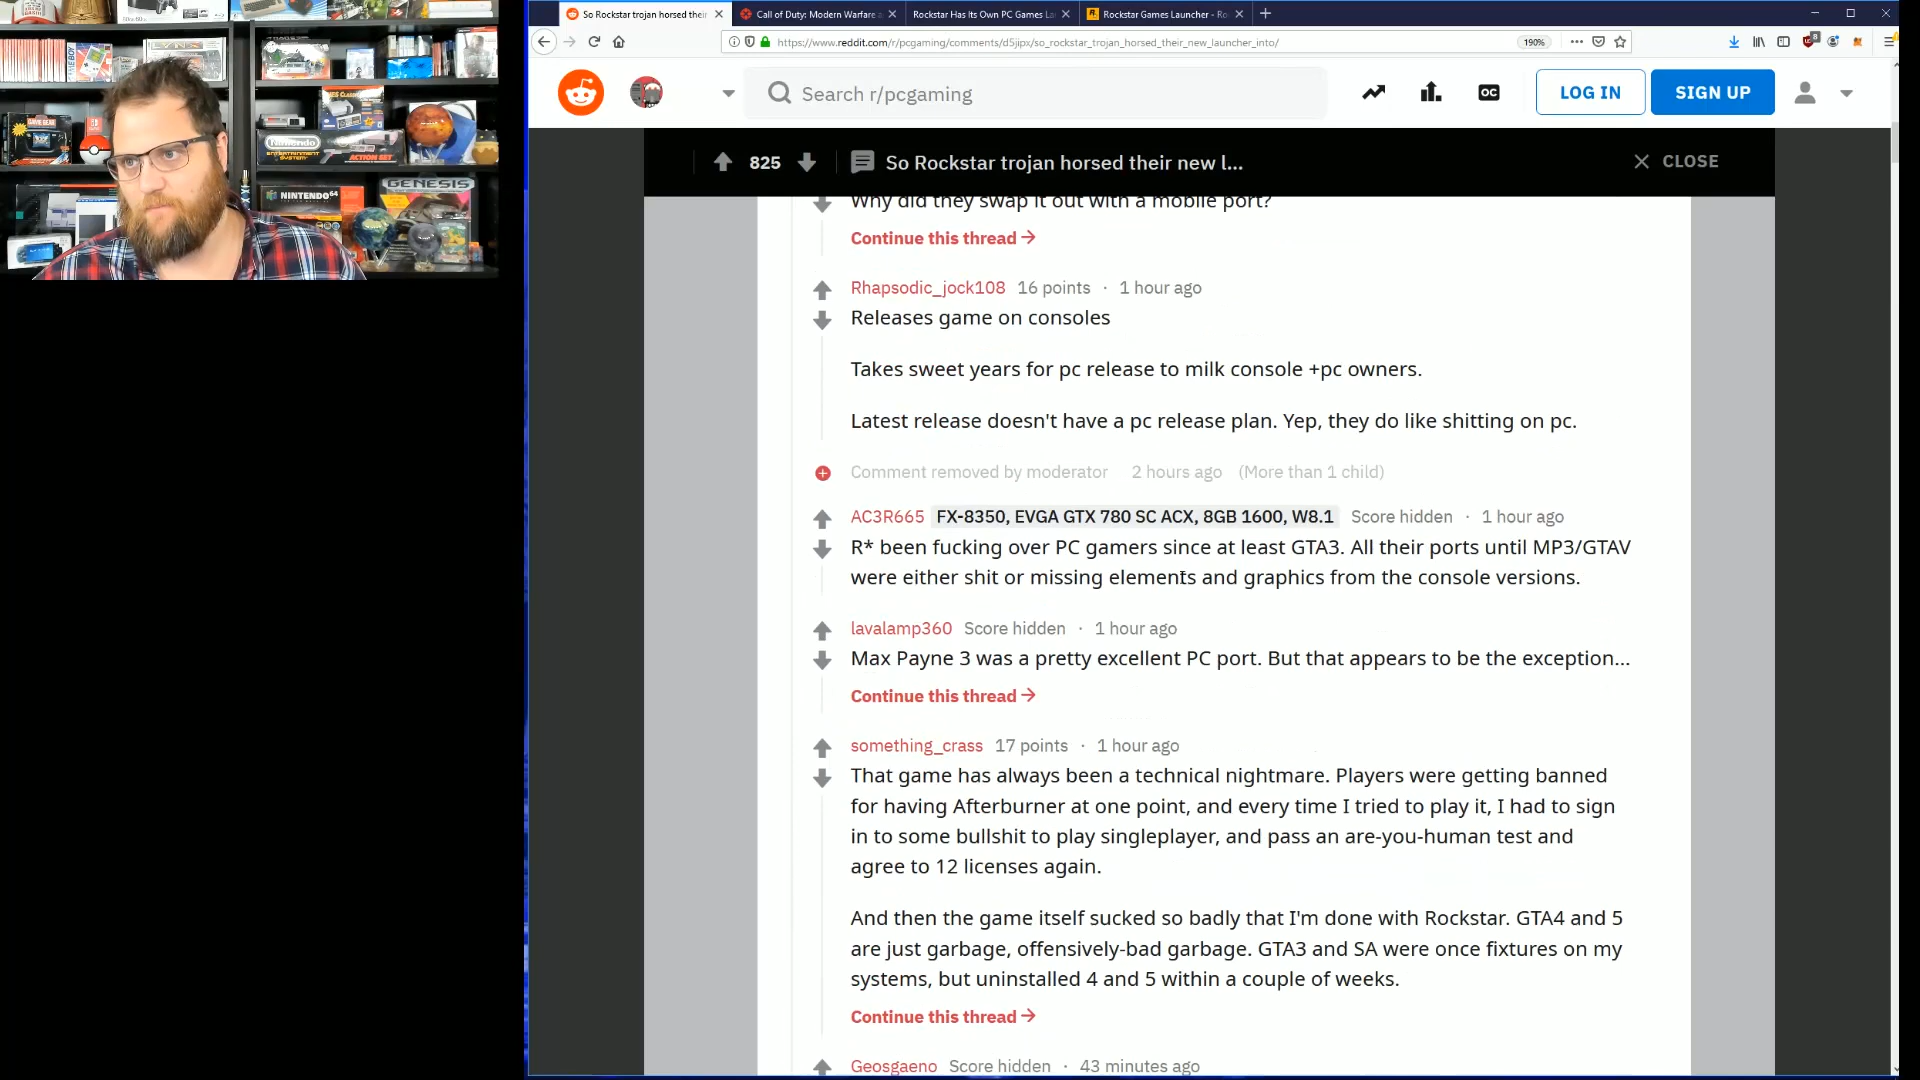 So Rockstar trojan horsed their
Call of Duty: Modern Warfare
Rockstar Has Its Own PC Games La
Rockstar Games Launcher - Ro
https://www.reddit.com/r/pcgaming/comments/d5jipx/so_rockstar_trojan_horsed_their_new_launcher_into/
190%
Search r/pcgaming
OC
LOG IN
SIGN UP
825
So Rockstar trojan horsed their new l...
CLOSE
Why did they swap it out with a mobile port?
Continue this thread
Rhapsodic_jock108 16 points · 1 hour ago
Releases game on consoles
Takes sweet years for pc release to milk console +pc owners.
Latest release doesn't have a pc release plan. Yep, they do like shitting on pc.
Comment removed by moderator 2 hours ago (More than 1 child)
AC3R665 FX-8350, EVGA GTX 780 SC ACX, 8GB 1600, W8.1 Score hidden · 1 hour ago
R* been fucking over PC gamers since at least GTA3. All their ports until MP3/GTAV
were either shit or missing elements and graphics from the console versions.
lavalamp360 Score hidden · 1 hour ago
Max Payne 3 was a pretty excellent PC port. But that appears to be the exception...
Continue this thread
something_crass 17 points · 1 hour ago
That game has always been a technical nightmare. Players were getting banned
for having Afterburner at one point, and every time I tried to play it, I had to sign
in to some bullshit to play singleplayer, and pass an are-you-human test and
agree to 12 licenses again.
And then the game itself sucked so badly that I'm done with Rockstar. GTA4 and 5
are just garbage, offensively-bad garbage. GTA3 and SA were once fixtures on my
systems, but uninstalled 4 and 5 within a couple of weeks.
Continue this thread
Geosgaeno Score hidden · 43 minutes ago
LYNX
GAME GEAR
Nintendo
ENTERTAINMENT
SYSTEM
ACTION SET
NINTENDO 64
GENESIS